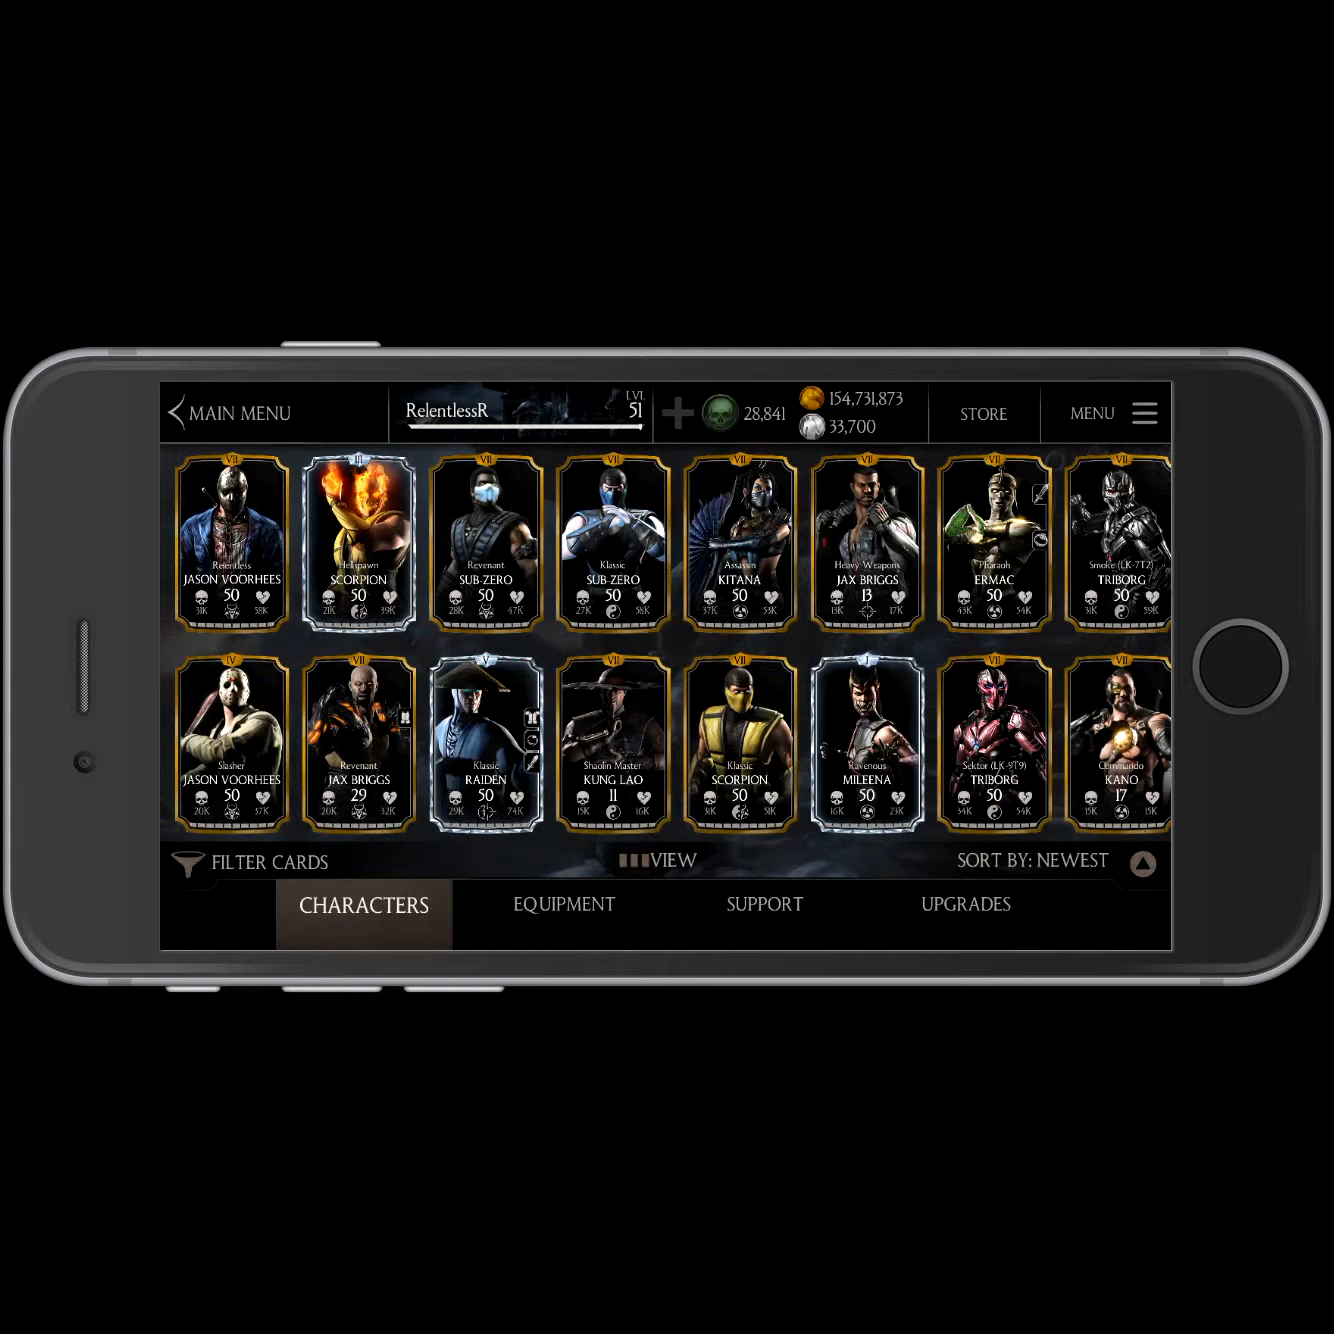 MAIN MENU
RelentlessR
LVL
51
28,841
154,731,873
33,700
STORE
MENU
VII
III
VII
VII
VII
VII
VII
VII
Relentless
JASON VOORHEES
50
31K
58K
Hellspawn
SCORPION
50
21K
39K
Revenant
SUB-ZERO
50
28K
47K
Klassic
SUB-ZERO
50
27K
58K
Assassin
KITANA
50
37K
53K
Heavy Weapons
JAX BRIGGS
13
13K
17K
Pharaoh
ERMAC
50
43K
54K
Smoke (LK-7T2)
TRIBORG
50
31K
59K
IV
VII
V
VII
VII
I
VII
VII
Slasher
JASON VOORHEES
50
20K
37K
Revenant
JAX BRIGGS
29
20K
32K
Klassic
RAIDEN
50
29K
74K
Shaolin Master
KUNG LAO
11
15K
16K
Klassic
SCORPION
50
31K
51K
Ravenous
MILEENA
50
16K
23K
Sektor (LK-9T9)
TRIBORG
50
34K
54K
Commando
KANO
17
15K
15K
FILTER CARDS
VIEW
SORT BY: NEWEST
CHARACTERS
EQUIPMENT
SUPPORT
UPGRADES